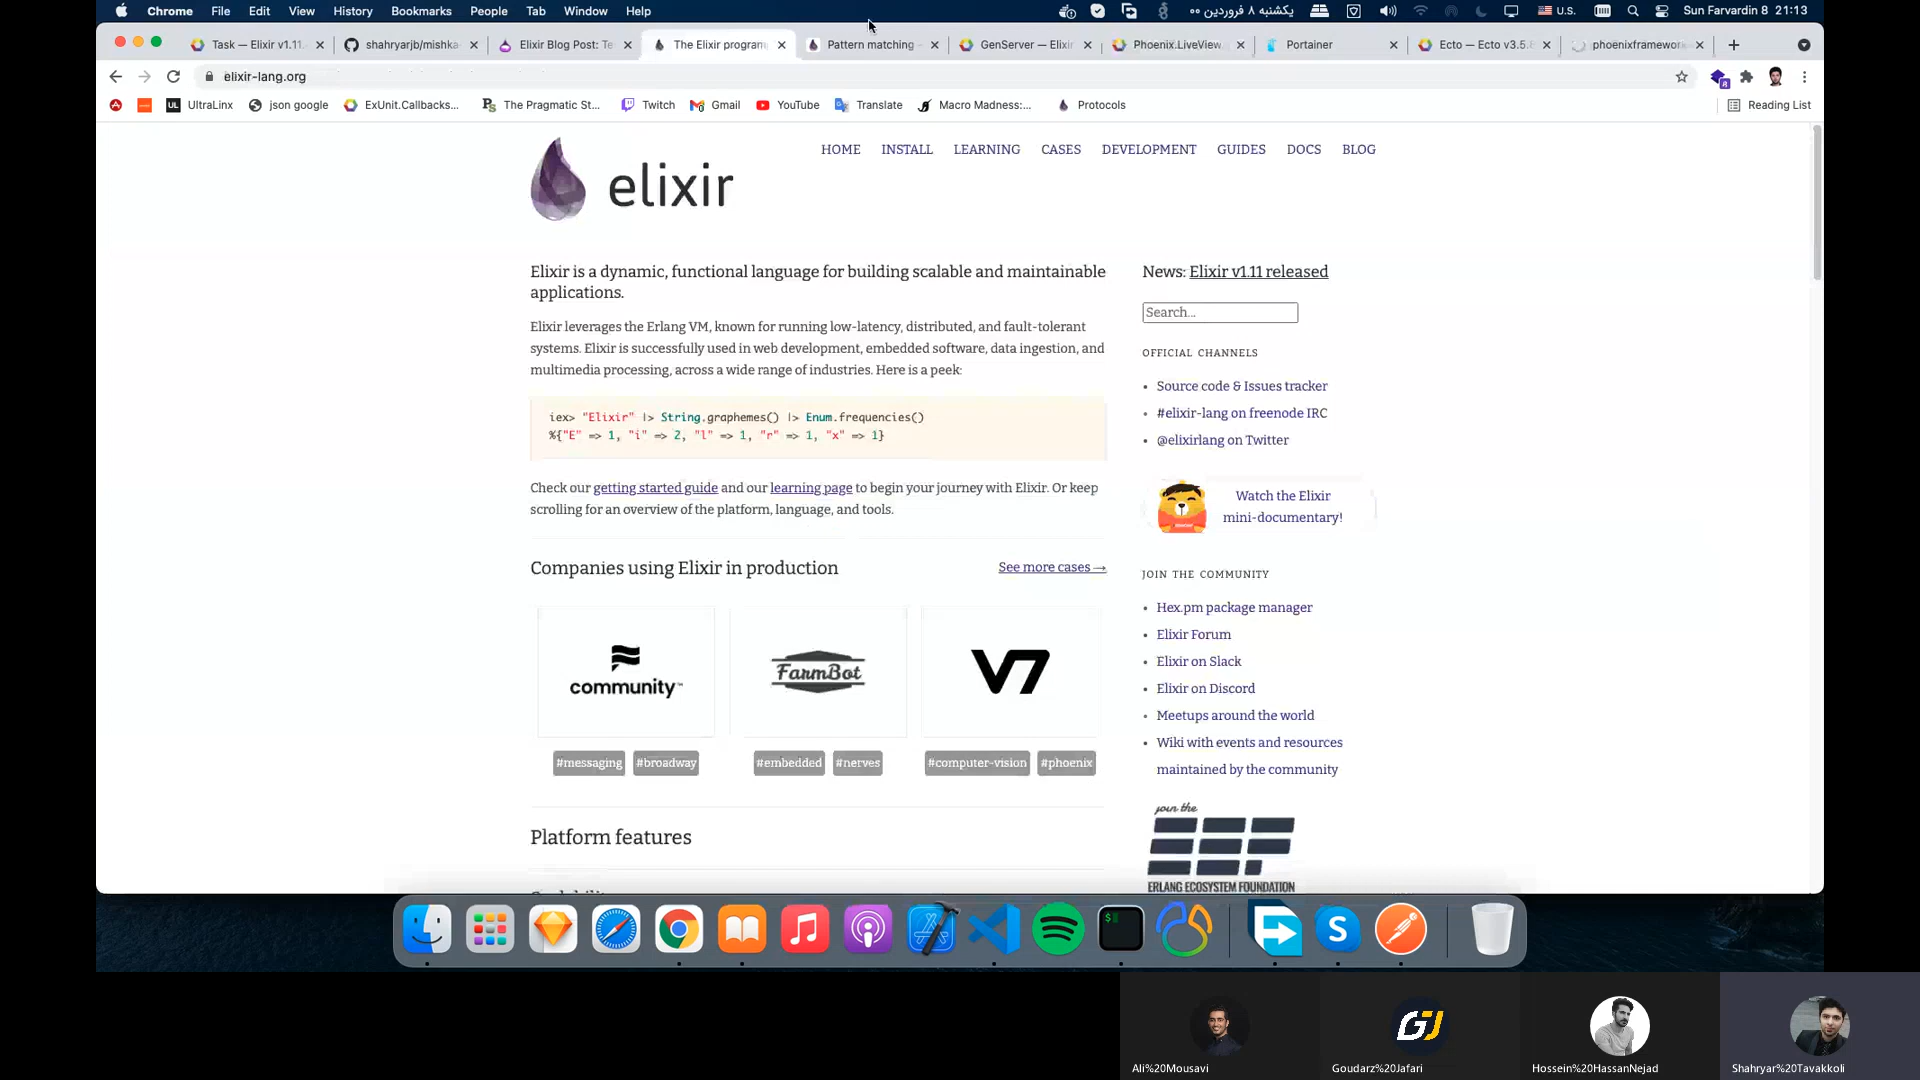 Chrome File Edit View History Bookmarks People Tab Window Help
یکشنبه ۸ فروردین ۰۰ U.S. Sun Farvardin 8 21:13
Task — Elixir v1.11. shahryarjb/mishka- Elixir Blog Post: Te The Elixir program Pattern matching - GenServer — Elixir Phoenix.LiveView Portainer Ecto — Ecto v3.5.8 phoenixframework
elixir-lang.org
UltraLinx json google ExUnit.Callbacks... The Pragmatic St... Twitch Gmail YouTube Translate Macro Madness:... Protocols Reading List
HOME INSTALL LEARNING CASES DEVELOPMENT GUIDES DOCS BLOG
elixir
Elixir is a dynamic, functional language for building scalable and maintainable
applications.
Elixir leverages the Erlang VM, known for running low-latency, distributed, and fault-tolerant
systems. Elixir is successfully used in web development, embedded software, data ingestion, and
multimedia processing, across a wide range of industries. Here is a peek:
iex> "Elixir" |> String.graphemes() |> Enum.frequencies()
%{"E" => 1, "i" => 2, "l" => 1, "r" => 1, "x" => 1}
Check our getting started guide and our learning page to begin your journey with Elixir. Or keep
scrolling for an overview of the platform, language, and tools.
Companies using Elixir in production
See more cases →
community™
FarmBot
V7
#messaging #broadway
#embedded #nerves
#computer-vision #phoenix
Platform features
News: Elixir v1.11 released
Search...
OFFICIAL CHANNELS
Source code & Issues tracker
#elixir-lang on freenode IRC
@elixirlang on Twitter
Watch the Elixir
mini-documentary!
JOIN THE COMMUNITY
Hex.pm package manager
Elixir Forum
Elixir on Slack
Elixir on Discord
Meetups around the world
Wiki with events and resources
maintained by the community
join the
EEF
ERLANG ECOSYSTEM FOUNDATION
GJ
Ali%20Mousavi
Goudarz%20Jafari
Hossein%20HassanNejad
Shahryar%20Tavakkoli